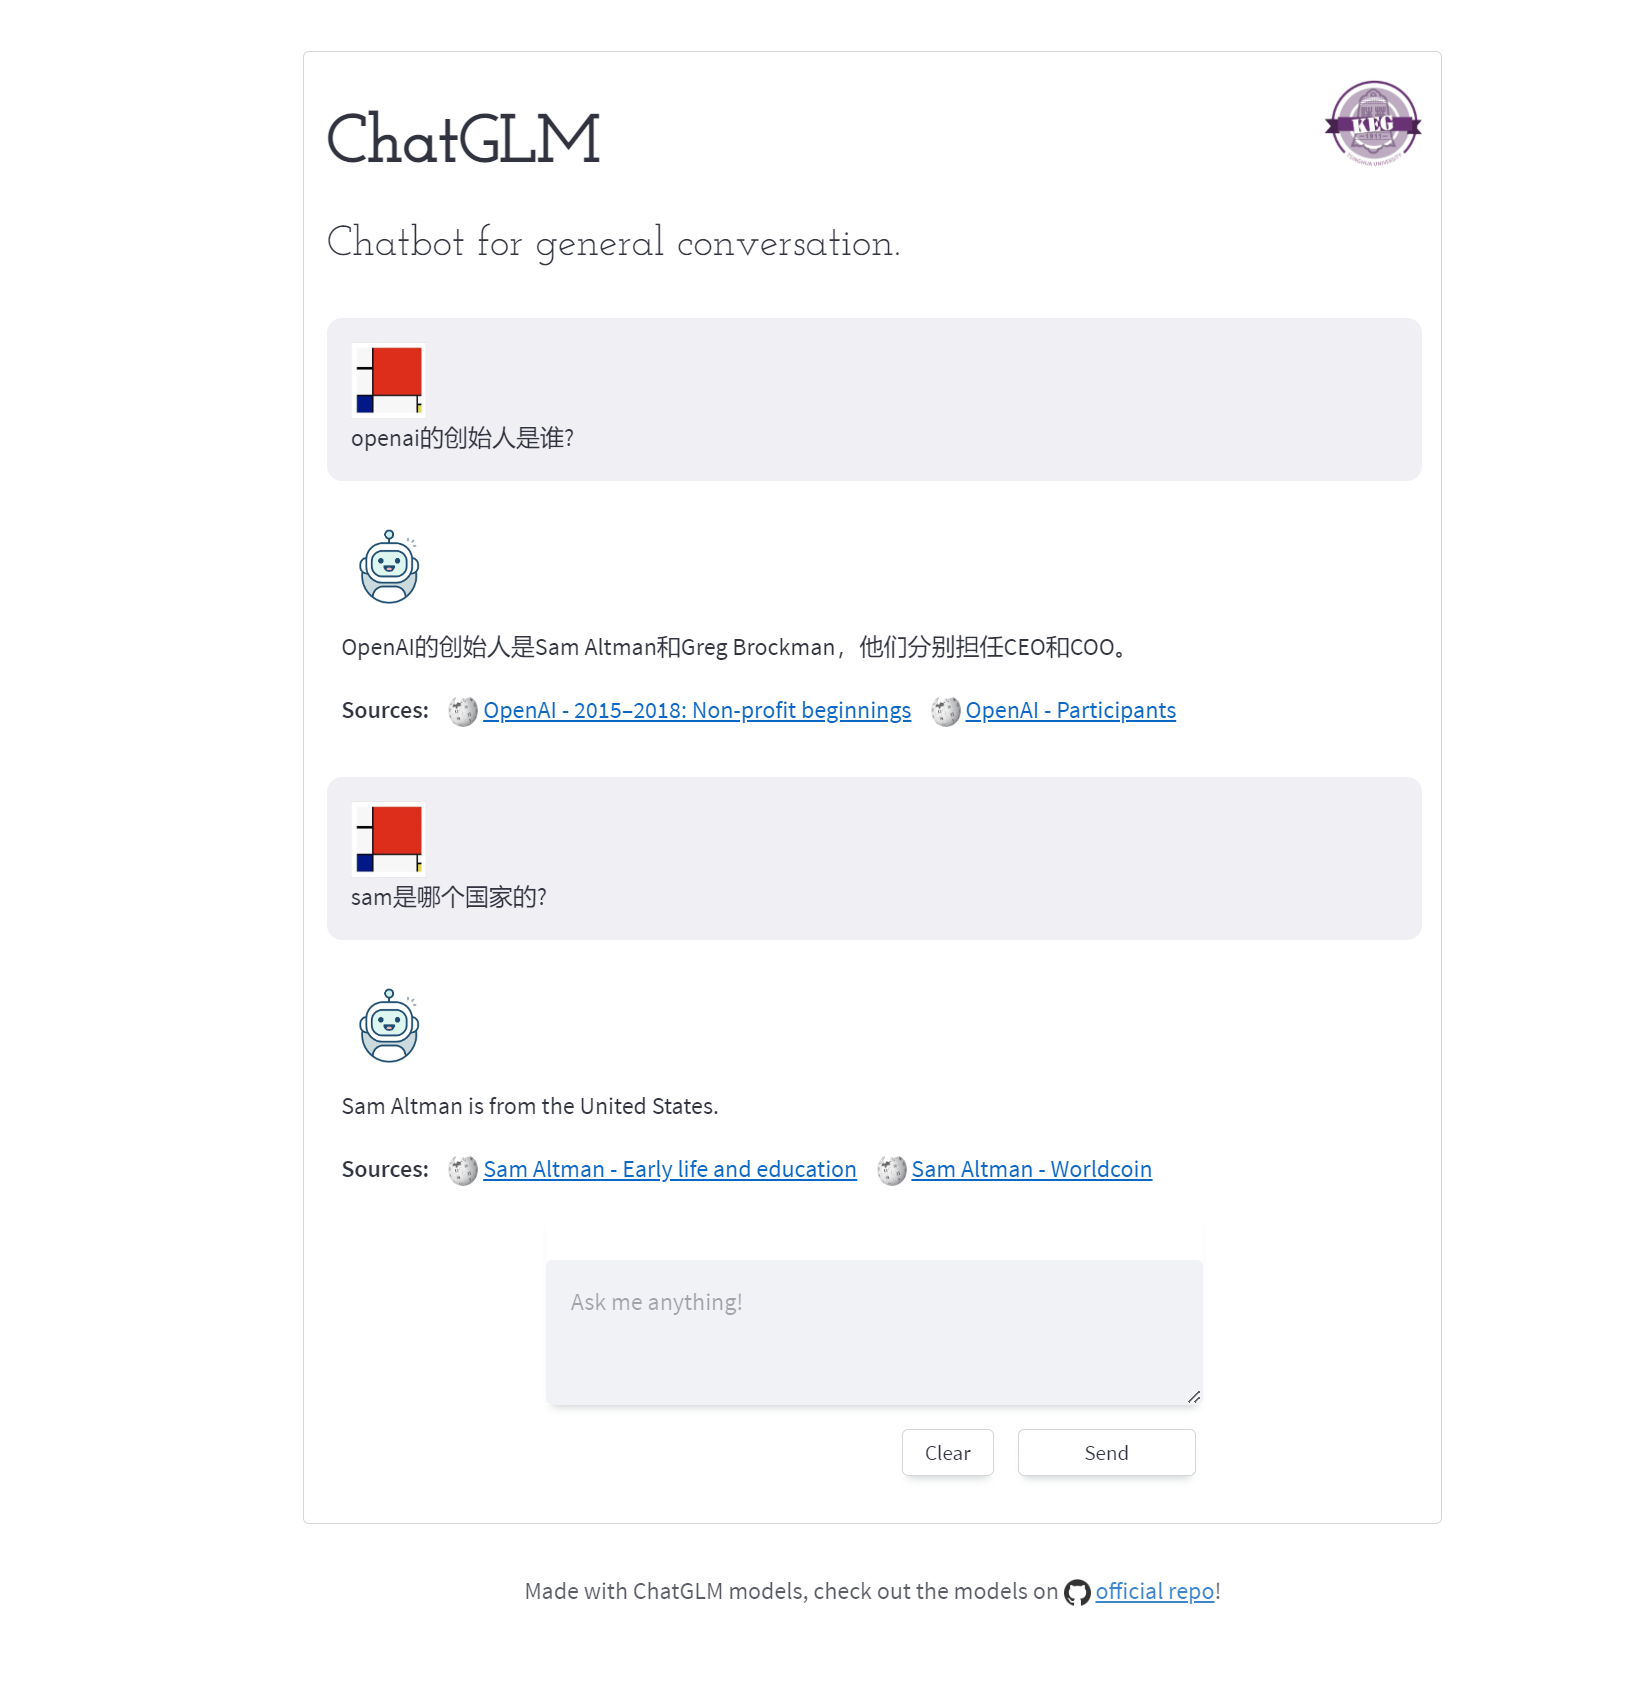 ChatGLM
KEG
1911
TSINGHUA UNIVERSITY
Chatbot for general conversation.
openai的创始人是谁?
OpenAI的创始人是Sam Altman和Greg Brockman，他们分别担任CEO和COO。
Sources: OpenAI - 2015–2018: Non-profit beginnings OpenAI - Participants
sam是哪个国家的?
Sam Altman is from the United States.
Sources: Sam Altman - Early life and education Sam Altman - Worldcoin
Ask me anything!
Clear Send
Made with ChatGLM models, check out the models on official repo!